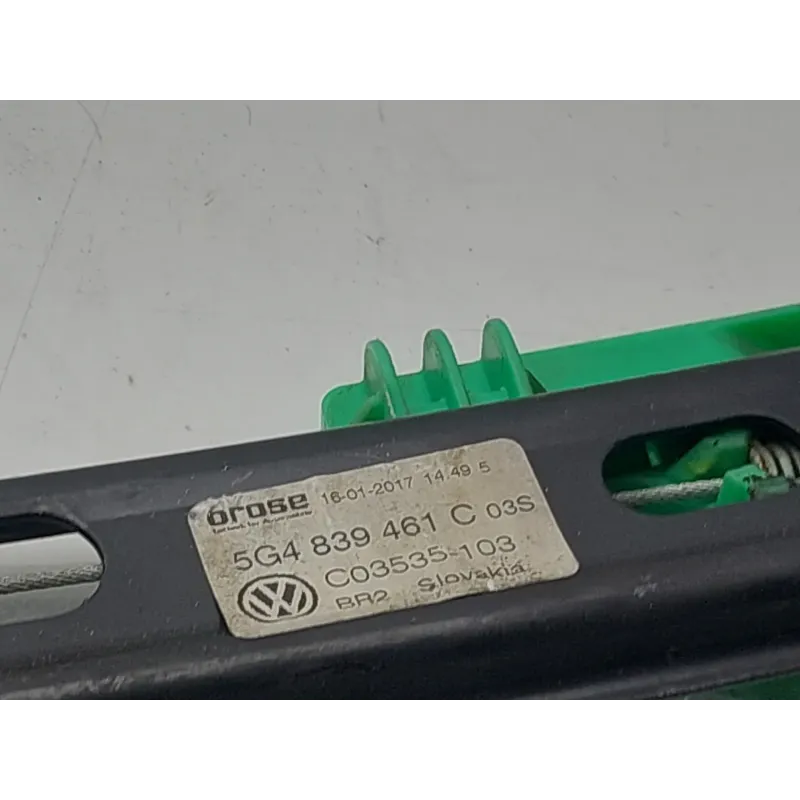 brose 16-01-2017 14.49 5
5G4 839 461 C 03S
C03535-103
BR2 Slovakia